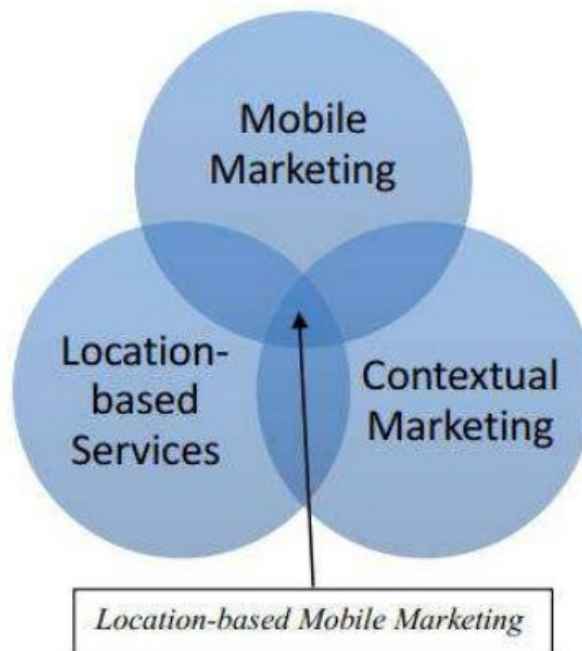 Mobile
Marketing
Location-
based
Services
Contextual
Marketing
Location-based Mobile Marketing